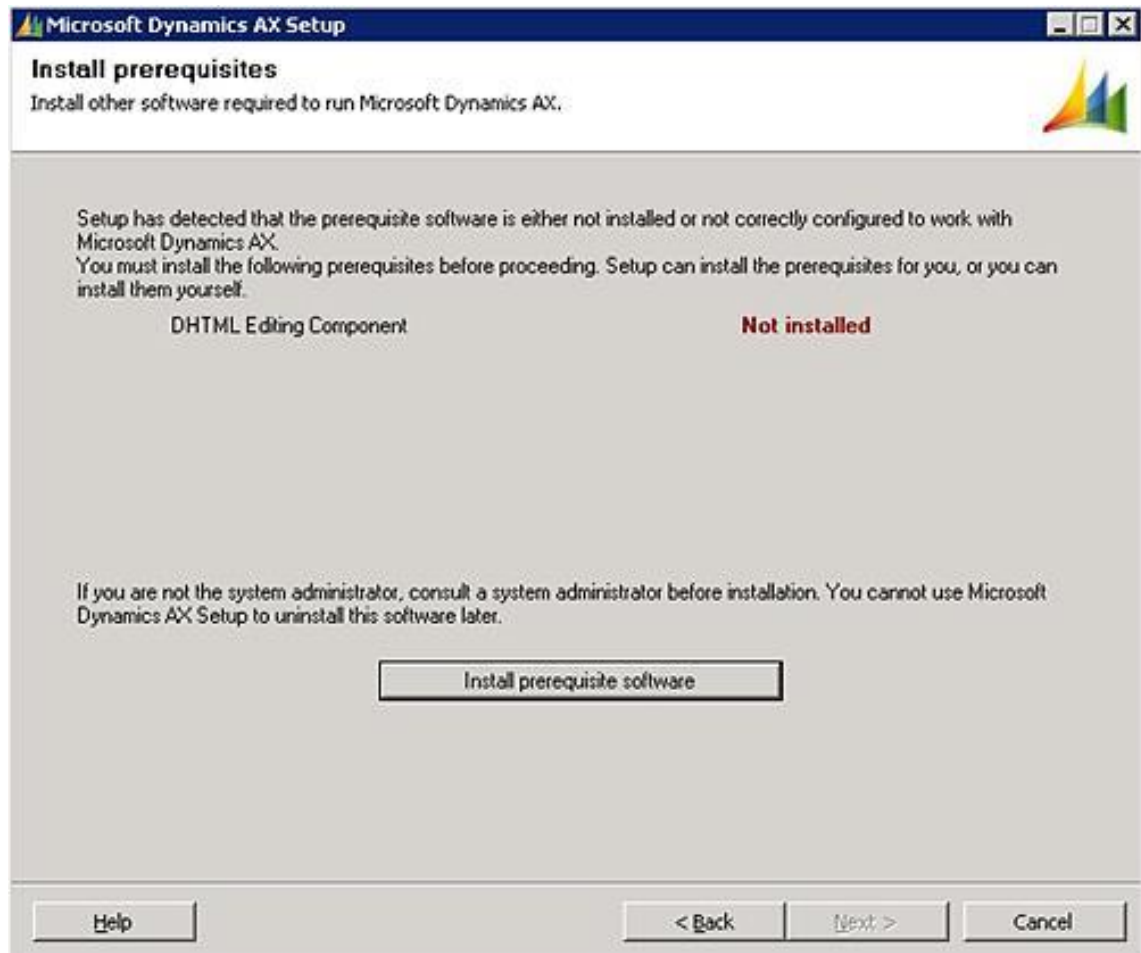 Microsoft Dynamics AX Setup
Install prerequisites
Install other software required to run Microsoft Dynamics AX.
Setup has detected that the prerequisite software is either not installed or not correctly configured to work with
Microsoft Dynamics AX.
You must install the following prerequisites before proceeding. Setup can install the prerequisites for you, or you can
install them yourself.
DHTML Editing Component Not installed
If you are not the system administrator, consult a system administrator before installation. You cannot use Microsoft
Dynamics AX Setup to uninstall this software later.
Install prerequisite software
Help < Back Next > Cancel